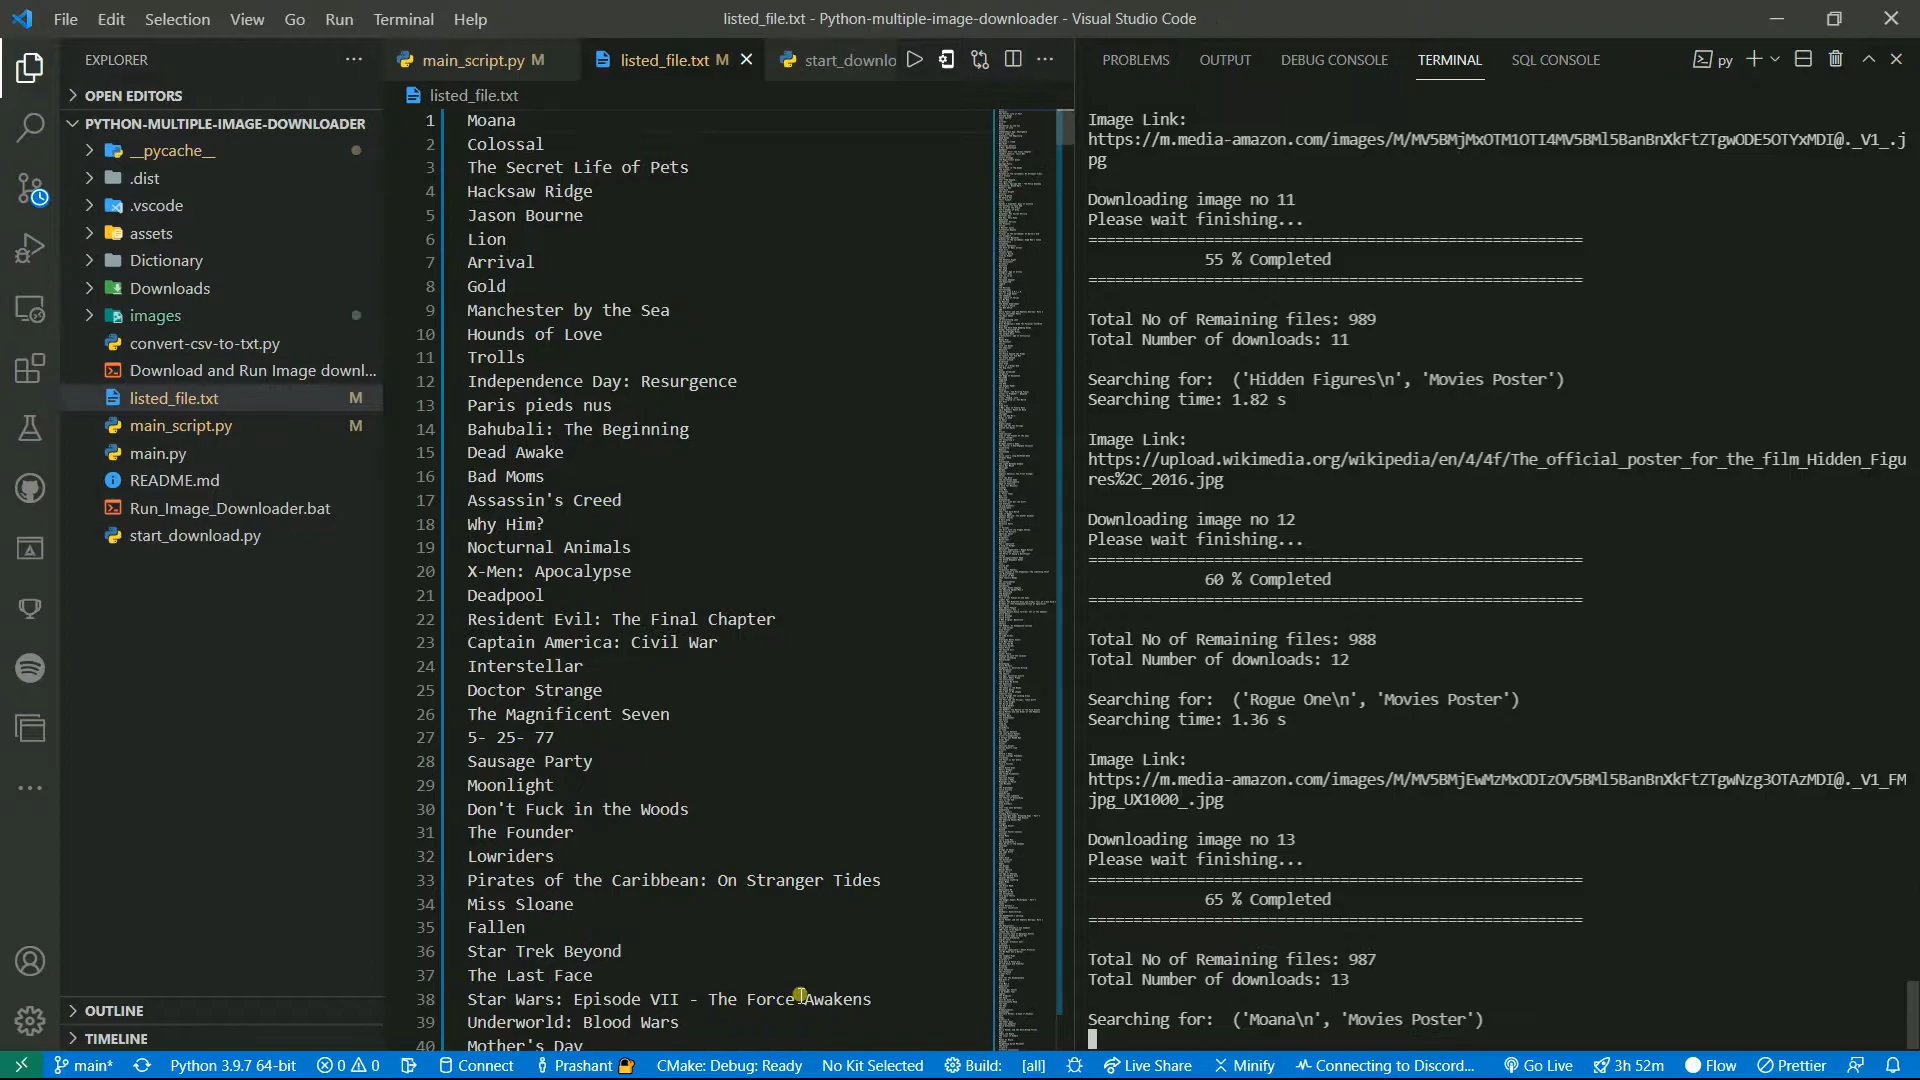 File Edit Selection View Go Run Terminal Help
listed_file.txt - Python-multiple-image-downloader - Visual Studio Code
EXPLORER
OPEN EDITORS
PYTHON-MULTIPLE-IMAGE-DOWNLOADER
__pycache__
.dist
.vscode
assets
Dictionary
Downloads
images
convert-csv-to-txt.py
Download and Run Image downl...
listed_file.txt M
main_script.py M
main.py
README.md
Run_Image_Downloader.bat
start_download.py
OUTLINE
TIMELINE
main_script.py M listed_file.txt M start_downlo
listed_file.txt
1 Moana
2 Colossal
3 The Secret Life of Pets
4 Hacksaw Ridge
5 Jason Bourne
6 Lion
7 Arrival
8 Gold
9 Manchester by the Sea
10 Hounds of Love
11 Trolls
12 Independence Day: Resurgence
13 Paris pieds nus
14 Bahubali: The Beginning
15 Dead Awake
16 Bad Moms
17 Assassin's Creed
18 Why Him?
19 Nocturnal Animals
20 X-Men: Apocalypse
21 Deadpool
22 Resident Evil: The Final Chapter
23 Captain America: Civil War
24 Interstellar
25 Doctor Strange
26 The Magnificent Seven
27 5- 25- 77
28 Sausage Party
29 Moonlight
30 Don't Fuck in the Woods
31 The Founder
32 Lowriders
33 Pirates of the Caribbean: On Stranger Tides
34 Miss Sloane
35 Fallen
36 Star Trek Beyond
37 The Last Face
38 Star Wars: Episode VII - The Force Awakens
39 Underworld: Blood Wars
40 Mother's Day
PROBLEMS OUTPUT DEBUG CONSOLE TERMINAL SQL CONSOLE
py
Image Link:
https://m.media-amazon.com/images/M/MV5BMjMxOTM1OTI4MV5BMl5BanBnXkFtZTgwODE5OTYxMDI@._V1_.j
pg
Downloading image no 11
Please wait finishing...
=======================================================
55 % Completed
=======================================================
Total No of Remaining files: 989
Total Number of downloads: 11
Searching for:  ('Hidden Figures\n', 'Movies Poster')
Searching time: 1.82 s
Image Link:
https://upload.wikimedia.org/wikipedia/en/4/4f/The_official_poster_for_the_film_Hidden_Figu
res%2C_2016.jpg
Downloading image no 12
Please wait finishing...
=======================================================
60 % Completed
=======================================================
Total No of Remaining files: 988
Total Number of downloads: 12
Searching for:  ('Rogue One\n', 'Movies Poster')
Searching time: 1.36 s
Image Link:
https://m.media-amazon.com/images/M/MV5BMjEwMzMxODIzOV5BMl5BanBnXkFtZTgwNzg3OTAzMDI@._V1_FM
jpg_UX1000_.jpg
Downloading image no 13
Please wait finishing...
=======================================================
65 % Completed
=======================================================
Total No of Remaining files: 987
Total Number of downloads: 13
Searching for:  ('Moana\n', 'Movies Poster')
main* Python 3.9.7 64-bit 0 0 Connect Prashant CMake: Debug: Ready No Kit Selected Build: [all] Live Share Minify Connecting to Discord... Go Live 3h 52m Flow Prettier